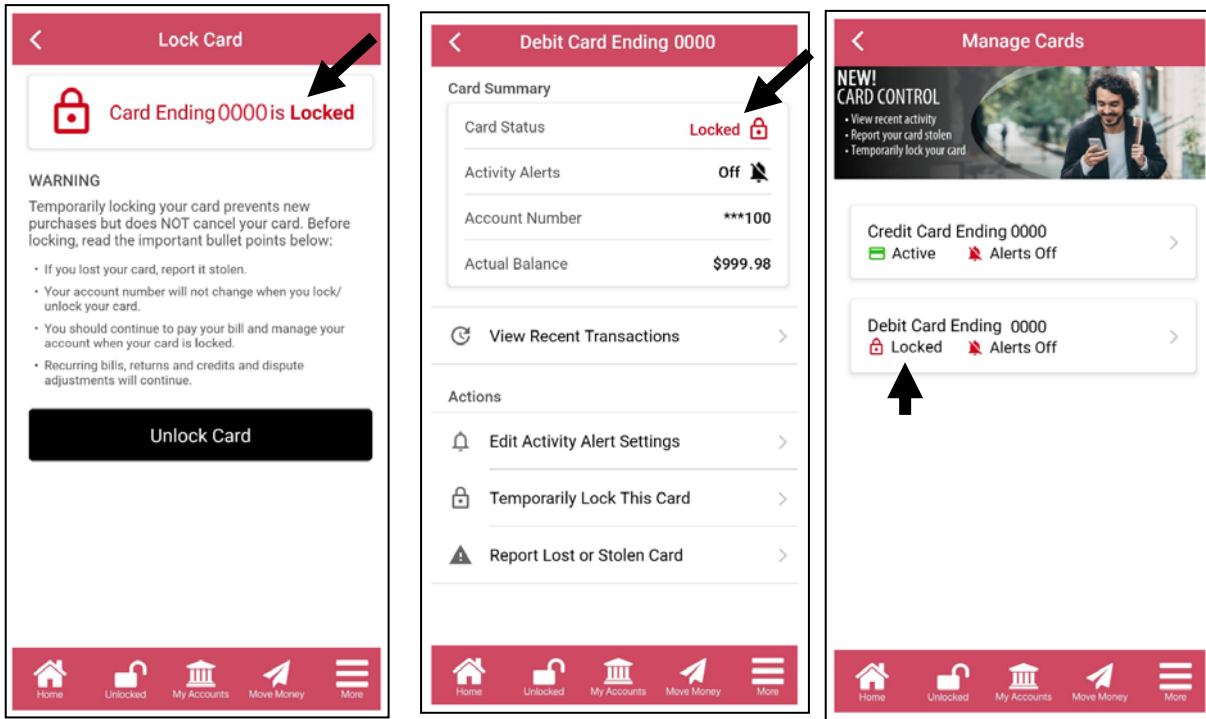 Lock Card
Card Ending 0000 is Locked
WARNING
Temporarily locking your card prevents new
purchases but does NOT cancel your card. Before
locking, read the important bullet points below:
• If you lost your card, report it stolen.
• Your account number will not change when you lock/
unlock your card.
• You should continue to pay your bill and manage your
account when your card is locked.
• Recurring bills, returns and credits and dispute
adjustments will continue.
Unlock Card
Home Unlocked My Accounts Move Money More
Debit Card Ending 0000
Card Summary
Card Status Locked
Activity Alerts Off
Account Number ***100
Actual Balance $999.98
View Recent Transactions
Actions
Edit Activity Alert Settings
Temporarily Lock This Card
Report Lost or Stolen Card
Home Unlocked My Accounts Move Money More
Manage Cards
NEW!
CARD CONTROL
• View recent activity
• Report your card stolen
• Temporarily lock your card
Credit Card Ending 0000
Active Alerts Off
Debit Card Ending 0000
Locked Alerts Off
Home Unlocked My Accounts Move Money More